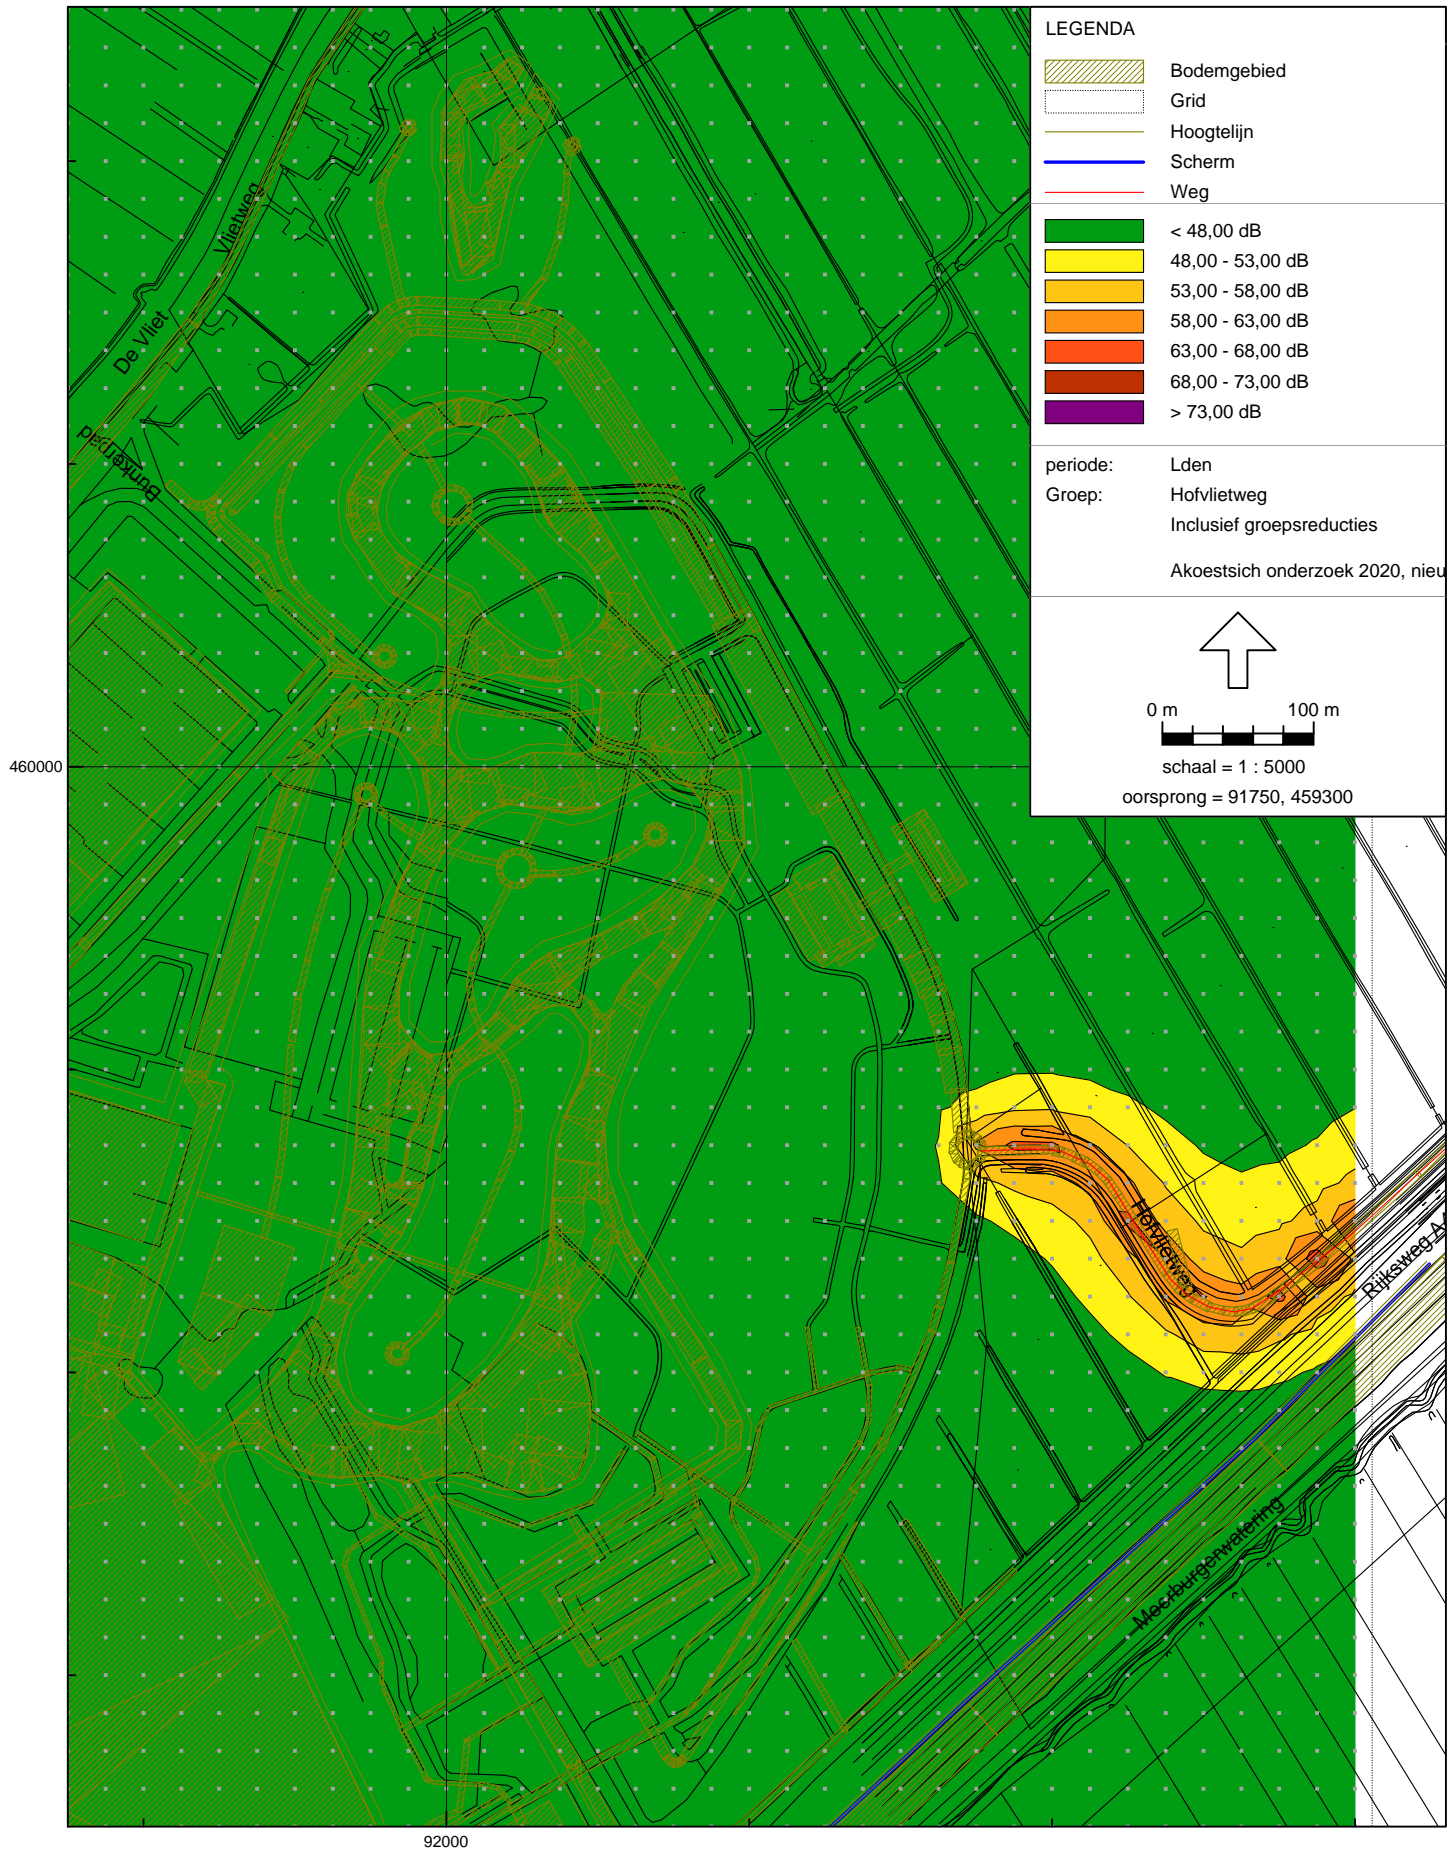 LEGENDA
Bodemgebied
Grid
Hoogtelijn
Scherm
Weg
< 48,00 dB
48,00 - 53,00 dB
53,00 - 58,00 dB
58,00 - 63,00 dB
63,00 - 68,00 dB
68,00 - 73,00 dB
> 73,00 dB
periode: Lden
Groep: Hofvlietweg
Inclusief groepsreducties
Akoestsich onderzoek 2020, nieu
0 m 100 m
schaal = 1 : 5000
oorsprong = 91750, 459300
Vlietweg
De Vliet
Bunkerpad
460000
Hofvlietweg
Rijksweg A4
Meerburgerwatering
92000